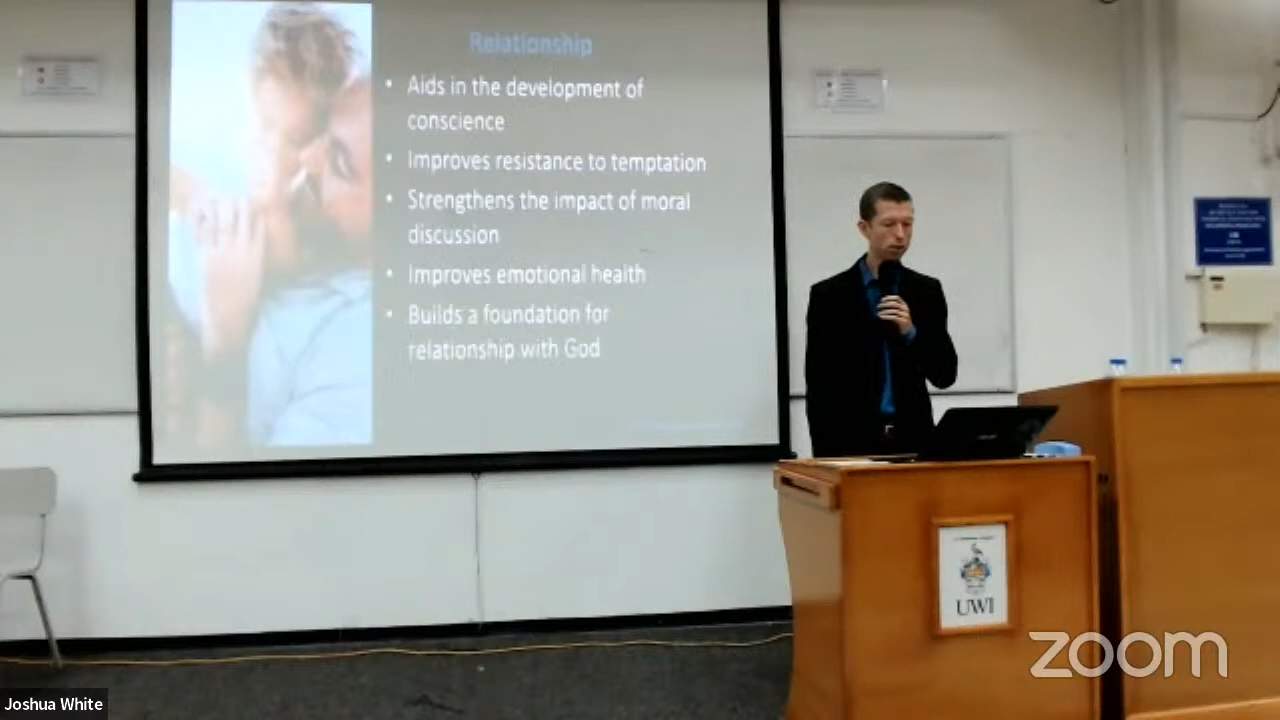 Relationship
• Aids in the development of
conscience
• Improves resistance to temptation
• Strengthens the impact of moral
discussion
• Improves emotional health
• Builds a foundation for
relationship with God
UWI
zoom
Joshua White